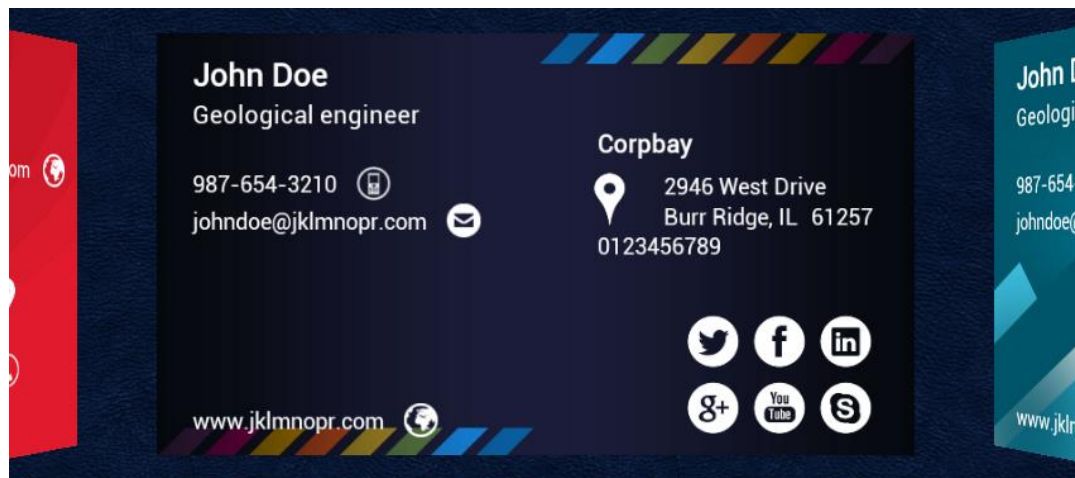 John Doe
Geological engineer
987-654-3210
johndoe@jklmnopr.com
www.jklmnopr.com
Corpbay
2946 West Drive
Burr Ridge, IL 61257
0123456789
f
in
g+
You
Tube
S
om
John
Geologi
987-654
johndoe@
www.jkl